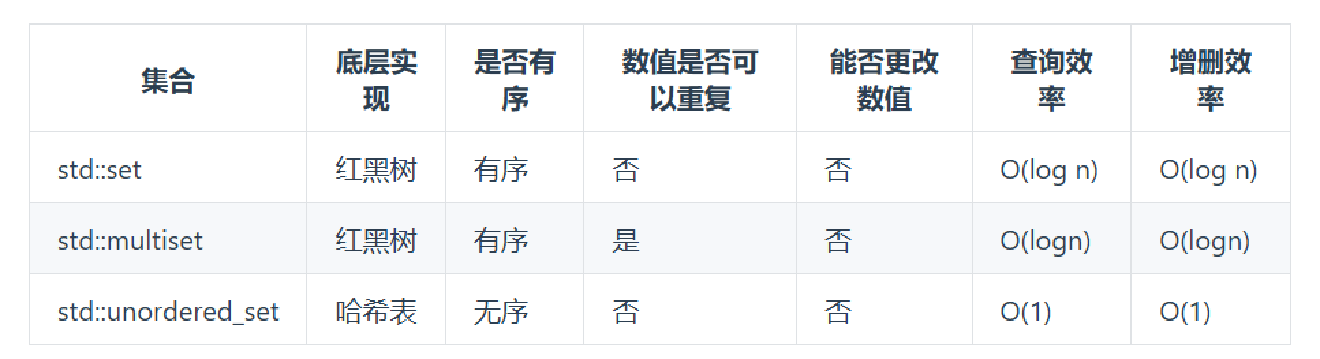 集合 底层实现 是否有序 数值是否可以重复 能否更改数值 查询效率 增删效率
std::set 红黑树 有序 否 否 O(log n) O(log n)
std::multiset 红黑树 有序 是 否 O(logn) O(logn)
std::unordered_set 哈希表 无序 否 否 O(1) O(1)